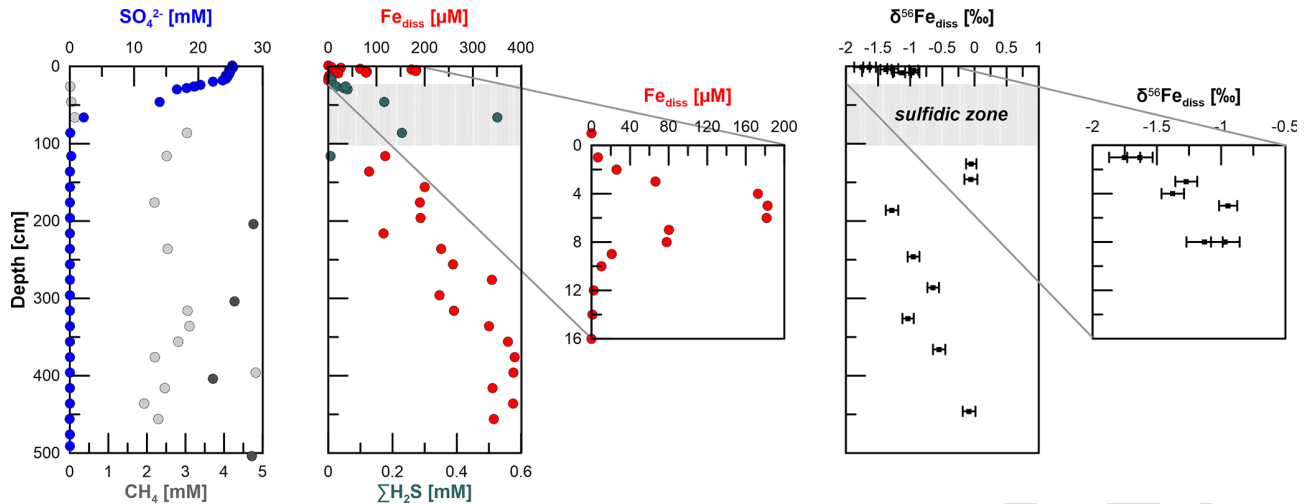 SO₄²⁻ [mM]
0 10 20 30
Fe_diss [µM]
0 100 200 300 400
δ⁵⁶Fe_diss [‰]
-2 -1.5 -1 -0.5 0 0.5 1
Depth [cm]
0
100
200
300
400
500
0 1 2 3 4 5
CH₄ [mM]
0 0.2 0.4 0.6
∑H₂S [mM]
Fe_diss [µM]
0 40 80 120 160 200
0
4
8
12
16
sulfidic zone
δ⁵⁶Fe_diss [‰]
-2 -1.5 -1 -0.5